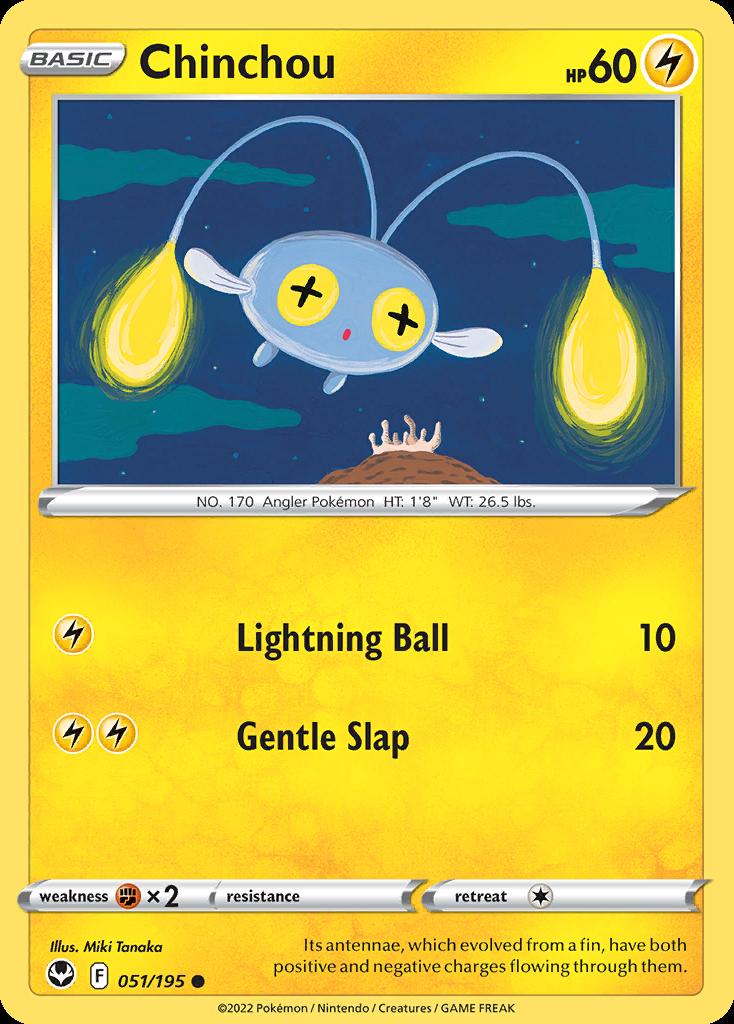 BASIC Chinchou HP60
NO. 170 Angler Pokémon HT: 1'8" WT: 26.5 lbs.
Lightning Ball 10
Gentle Slap 20
weakness ×2 resistance retreat
Illus. Miki Tanaka
F 051/195
Its antennae, which evolved from a fin, have both
positive and negative charges flowing through them.
©2022 Pokémon / Nintendo / Creatures / GAME FREAK